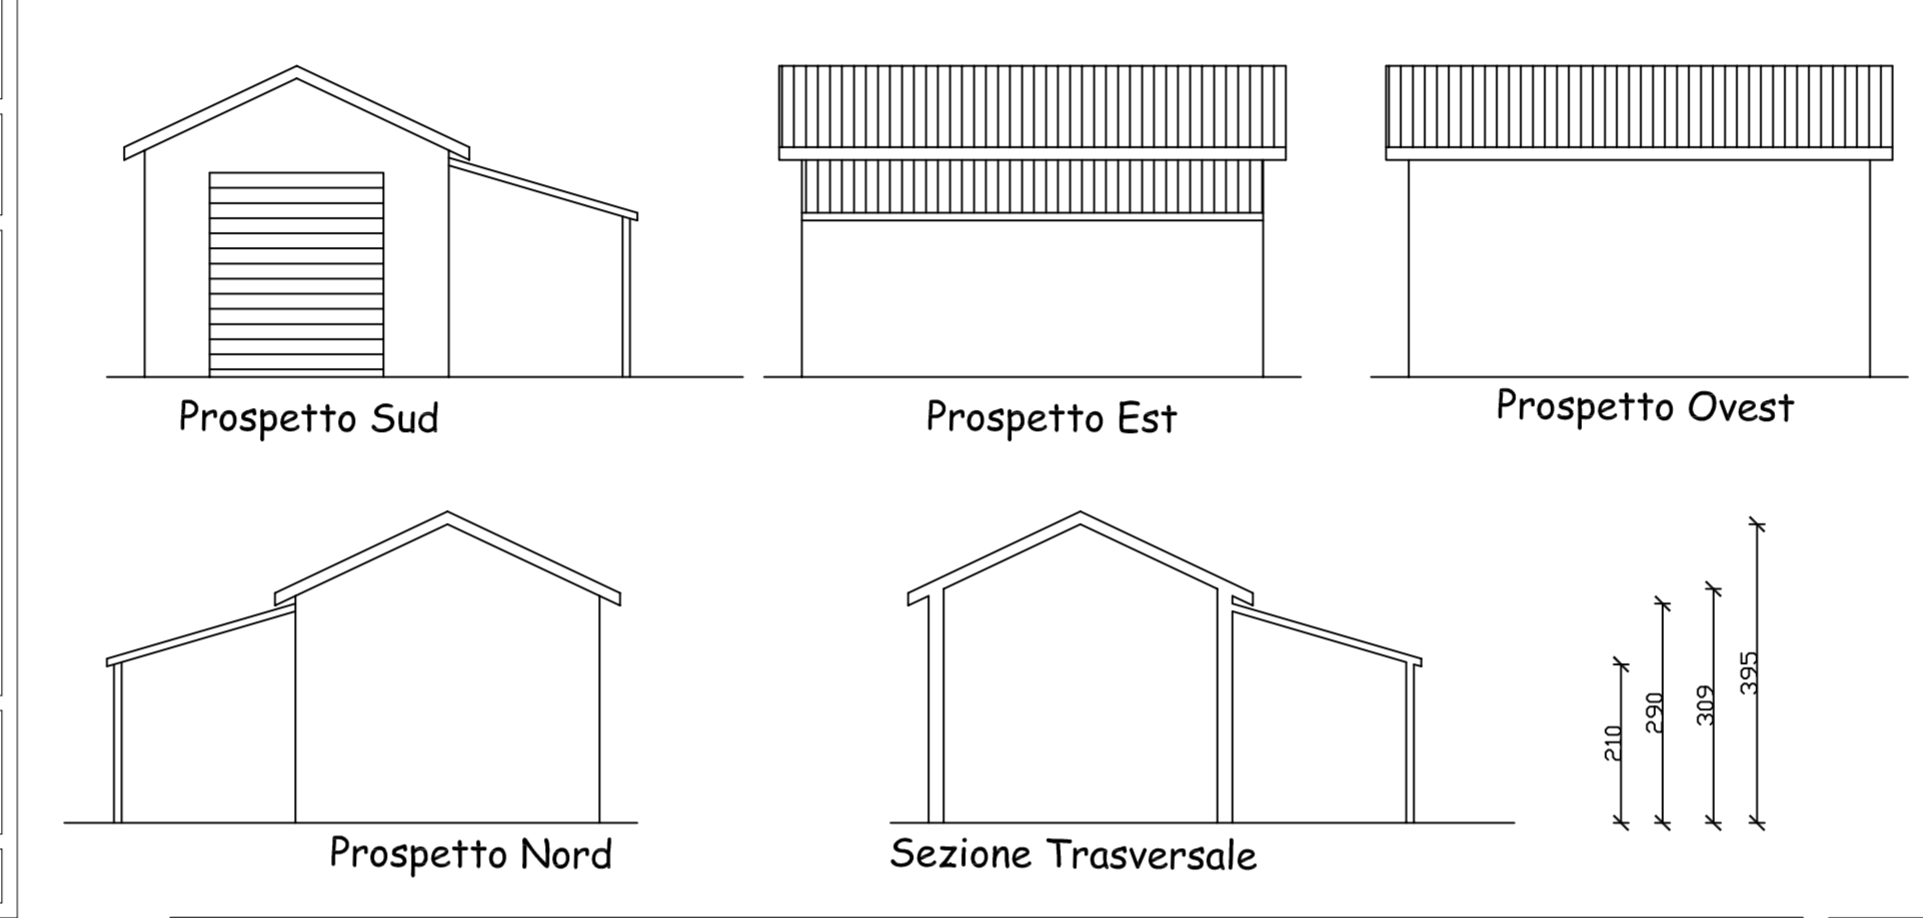 Prospetto Sud
Prospetto Est
Prospetto Ovest
Prospetto Nord
Sezione Trasversale
210
290
309
395